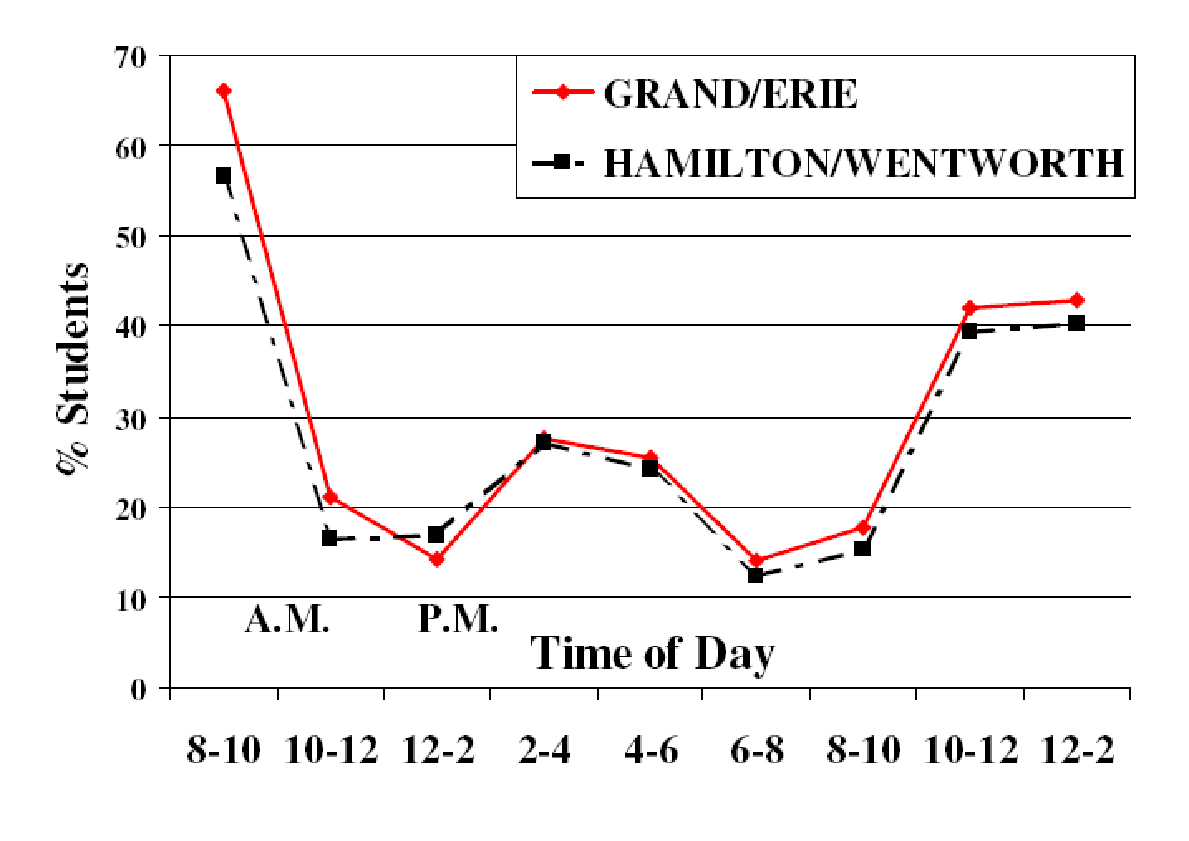 70
60
50
40
30
20
10
0
% Students
GRAND/ERIE
HAMILTON/WENTWORTH
A.M. P.M.
Time of Day
8-10 10-12 12-2 2-4 4-6 6-8 8-10 10-12 12-2